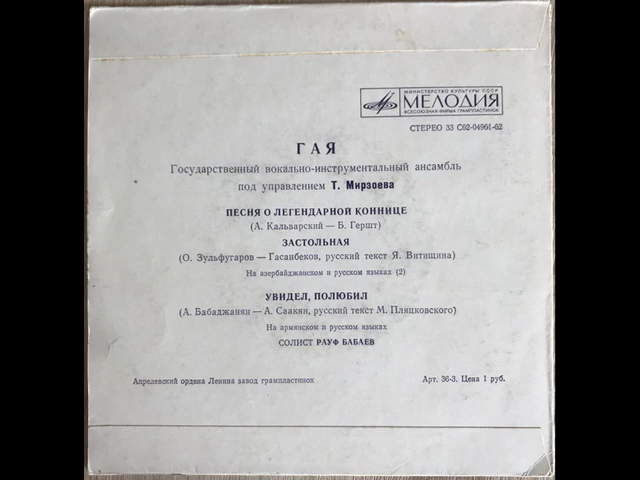 МИНИСТЕРСТВО КУЛЬТУРЫ СССР
МЕЛОДИЯ
ВСЕСОЮЗНАЯ ФИРМА ГРАМПЛАСТИНОК
СТЕРЕО 33 С62-04961-62
ГАЯ
Государственный вокально-инструментальный ансамбль
под управлением Т. Мирзоева
ПЕСНЯ О ЛЕГЕНДАРНОЙ КОННИЦЕ
(А. Кальварский — Б. Гершт)
ЗАСТОЛЬНАЯ
(О. Зульфугаров — Гасанбеков, русский текст Я. Витищина)
На азербайджанском и русском языках (2)
УВИДЕЛ, ПОЛЮБИЛ
(А. Бабаджанян — А. Саакян, русский текст М. Пляцковского)
На армянском и русском языках
СОЛИСТ РАУФ БАБАЕВ
Апрелевский ордена Ленина завод грампластинок
Арт. 36-3. Цена 1 руб.